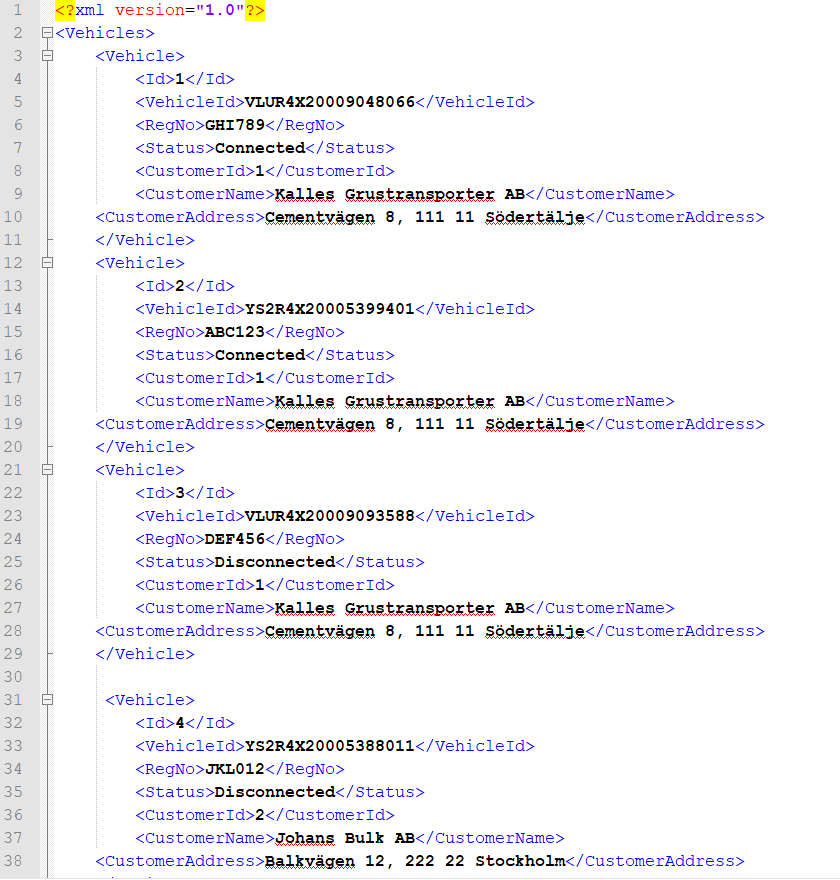 1 <?xml version="1.0"?>
2 <Vehicles>
3 <Vehicle>
4 <Id>1</Id>
5 <VehicleId>VLUR4X20009048066</VehicleId>
6 <RegNo>GHI789</RegNo>
7 <Status>Connected</Status>
8 <CustomerId>1</CustomerId>
9 <CustomerName>Kalles Grustransporter AB</CustomerName>
10 <CustomerAddress>Cementvägen 8, 111 11 Södertälje</CustomerAddress>
11 </Vehicle>
12 <Vehicle>
13 <Id>2</Id>
14 <VehicleId>YS2R4X20005399401</VehicleId>
15 <RegNo>ABC123</RegNo>
16 <Status>Connected</Status>
17 <CustomerId>1</CustomerId>
18 <CustomerName>Kalles Grustransporter AB</CustomerName>
19 <CustomerAddress>Cementvägen 8, 111 11 Södertälje</CustomerAddress>
20 </Vehicle>
21 <Vehicle>
22 <Id>3</Id>
23 <VehicleId>VLUR4X20009093588</VehicleId>
24 <RegNo>DEF456</RegNo>
25 <Status>Disconnected</Status>
26 <CustomerId>1</CustomerId>
27 <CustomerName>Kalles Grustransporter AB</CustomerName>
28 <CustomerAddress>Cementvägen 8, 111 11 Södertälje</CustomerAddress>
29 </Vehicle>
30
31 <Vehicle>
32 <Id>4</Id>
33 <VehicleId>YS2R4X20005388011</VehicleId>
34 <RegNo>JKL012</RegNo>
35 <Status>Disconnected</Status>
36 <CustomerId>2</CustomerId>
37 <CustomerName>Johans Bulk AB</CustomerName>
38 <CustomerAddress>Balkvägen 12, 222 22 Stockholm</CustomerAddress>